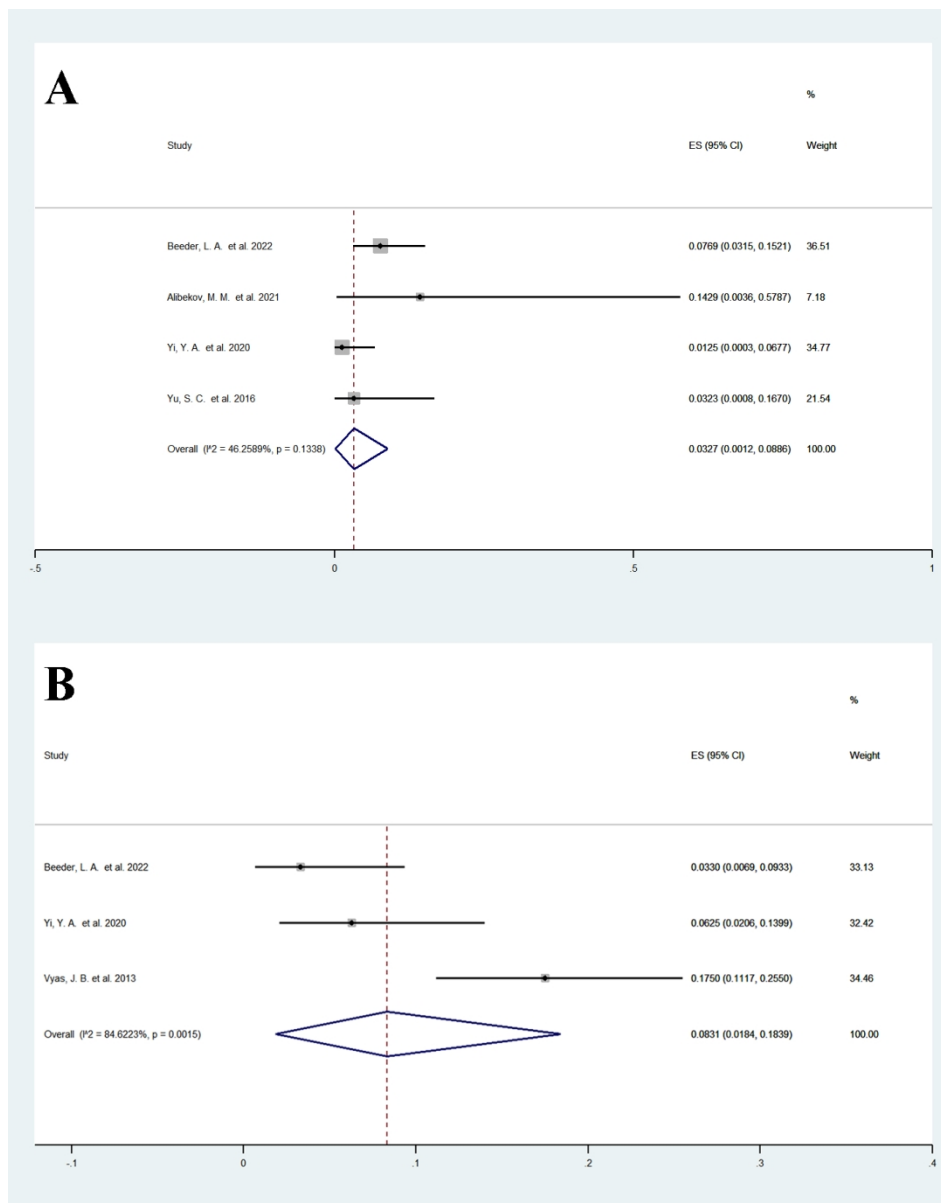 A
%
Study ES (95% CI) Weight
Beeder, L. A. et al. 2022 0.0769 (0.0315, 0.1521) 36.51
Alibekov, M. M. et al. 2021 0.1429 (0.0036, 0.5787) 7.18
Yi, Y. A. et al. 2020 0.0125 (0.0003, 0.0677) 34.77
Yu, S. C. et al. 2016 0.0323 (0.0008, 0.1670) 21.54
Overall (I^2 = 46.2589%, p = 0.1338) 0.0327 (0.0012, 0.0886) 100.00
-.5 0 .5 1
B
%
Study ES (95% CI) Weight
Beeder, L. A. et al. 2022 0.0330 (0.0069, 0.0933) 33.13
Yi, Y. A. et al. 2020 0.0625 (0.0206, 0.1399) 32.42
Vyas, J. B. et al. 2013 0.1750 (0.1117, 0.2550) 34.46
Overall (I^2 = 84.6223%, p = 0.0015) 0.0831 (0.0184, 0.1839) 100.00
-.1 0 .1 .2 .3 .4